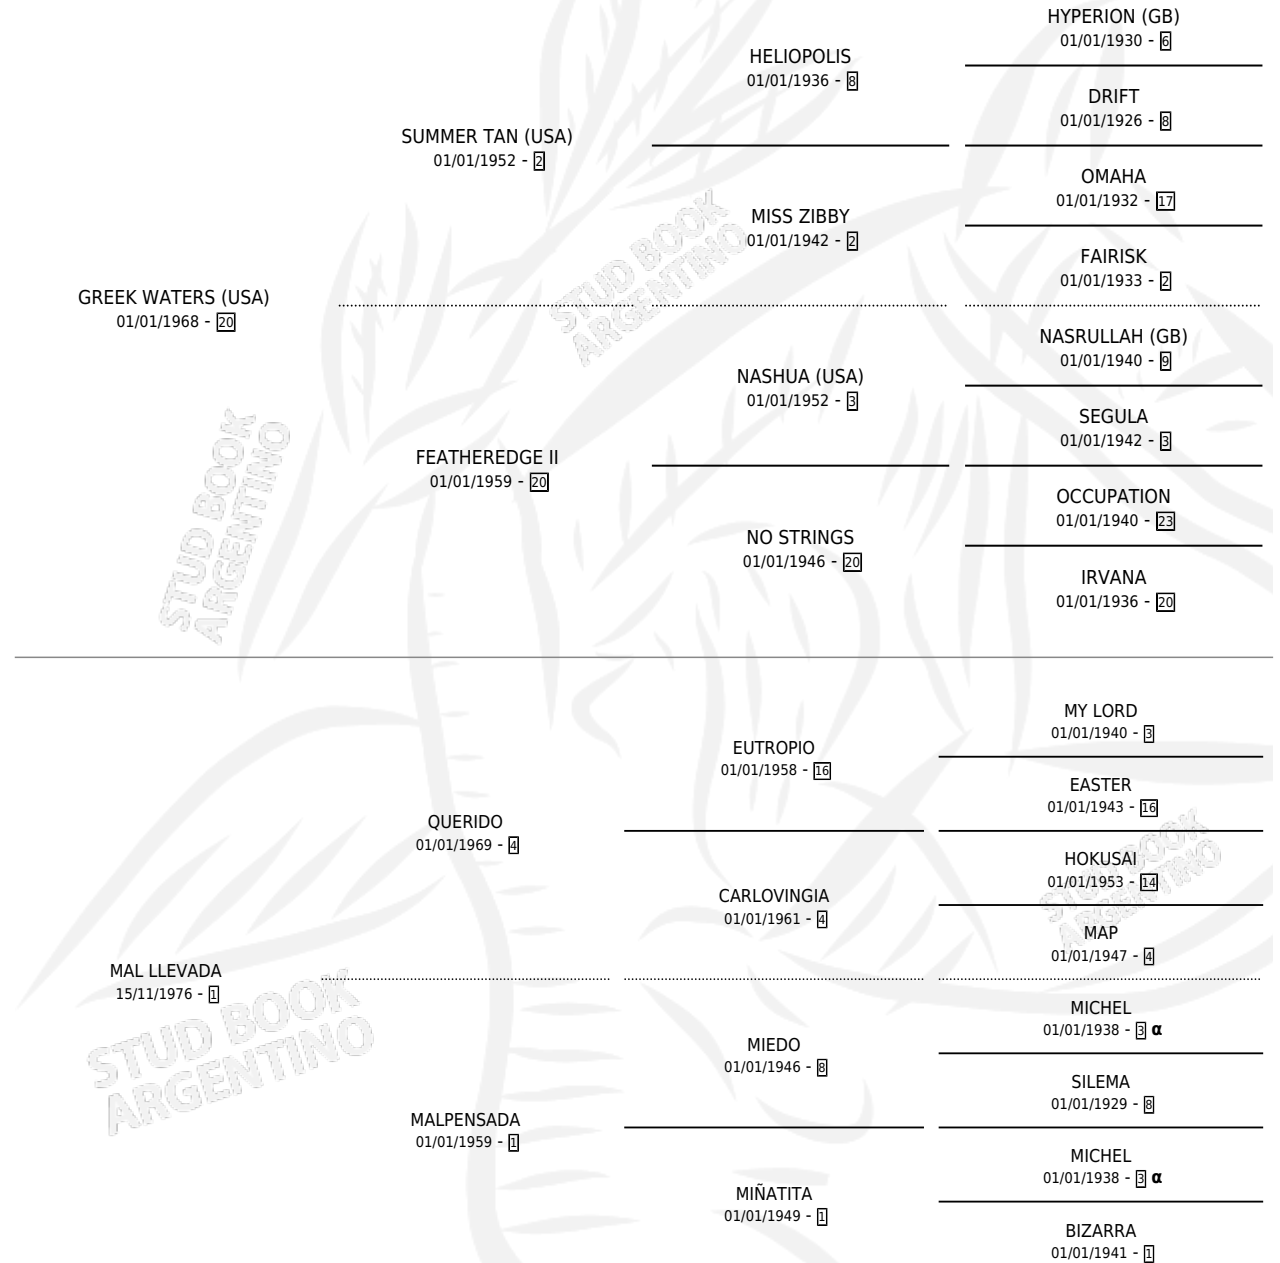 HYPERION (GB)
01/01/1930 - 6
HELIOPOLIS
01/01/1936 - 8
DRIFT
01/01/1926 - 8
SUMMER TAN (USA)
01/01/1952 - 2
OMAHA
01/01/1932 - 17
MISS ZIBBY
01/01/1942 - 2
FAIRISK
01/01/1933 - 2
GREEK WATERS (USA)
01/01/1968 - 20
STUD BOOK
ARGENTINO
NASRULLAH (GB)
01/01/1940 - 9
NASHUA (USA)
01/01/1952 - 3
SEGULA
01/01/1942 - 3
FEATHEREDGE II
01/01/1959 - 20
STUD BOOK
ARGENTINO
OCCUPATION
01/01/1940 - 23
NO STRINGS
01/01/1946 - 20
IRVANA
01/01/1936 - 20
MY LORD
01/01/1940 - 3
EUTROPIO
01/01/1958 - 16
EASTER
01/01/1943 - 16
QUERIDO
01/01/1969 - 4
HOKUSAI
01/01/1953 - 14
STUD BOOK
ARGENTINO
CARLOVINGIA
01/01/1961 - 4
MAP
01/01/1947 - 4
MAL LLEVADA
15/11/1976 - 1
STUD BOOK
ARGENTINO
MICHEL
01/01/1938 - 3 α
MIEDO
01/01/1946 - 8
SILEMA
01/01/1929 - 8
MALPENSADA
01/01/1959 - 1
MICHEL
01/01/1938 - 3 α
MIÑATITA
01/01/1949 - 1
BIZARRA
01/01/1941 - 1